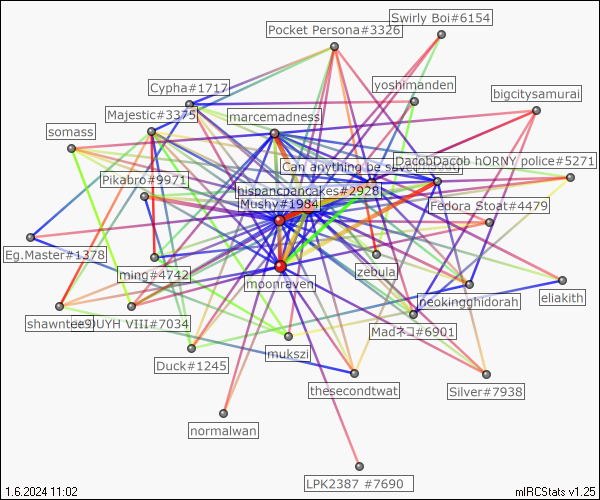 Swirly Boi#6154
Pocket Persona#3326
Cypha#1717
yoshimanden
bigcitysamurai
Majestic#3375
marcemadness
somass
Can anything be save
DacobDacob hORNY police#5271
Pikabro#9971
hispancpancakes#2928
Mushy#1984
Fedora Stoat#4479
Eg.Master#1378
ming#4742
zebula
moonraven
neokingghidorah
eliakith
shawntee9
UYH VIII#7034
Madネコ#6901
mukszi
Duck#1245
thesecondtwat
Silver#7938
normalwan
LPK2387 #7690
1.6.2024 11:02
mIRCStats v1.25